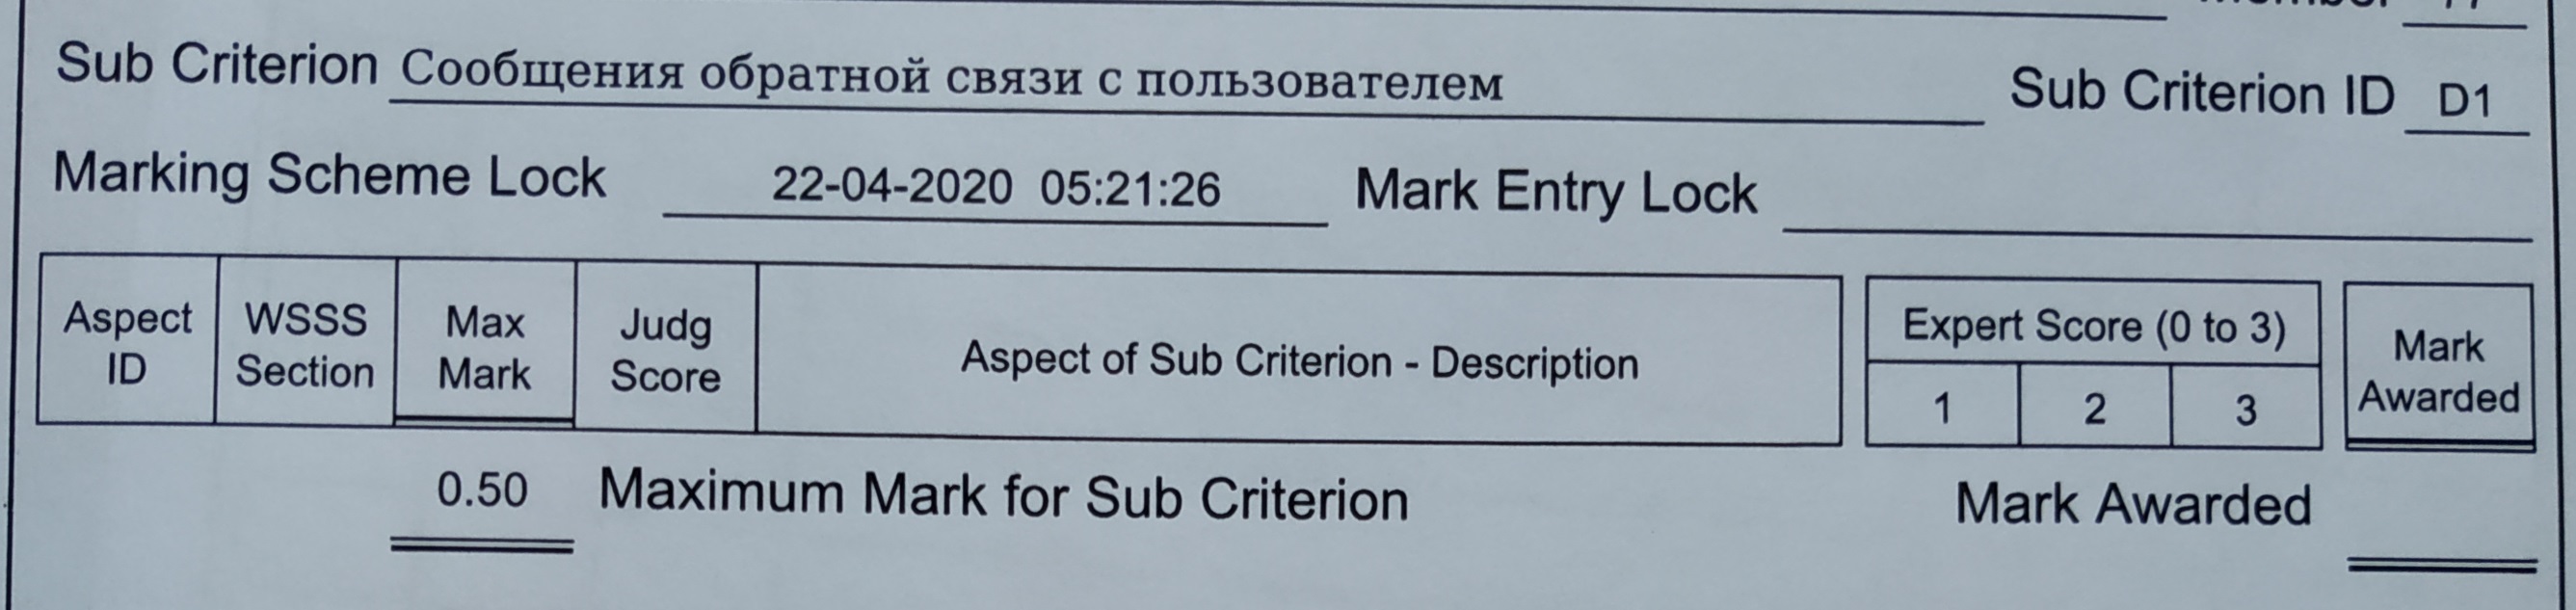 Sub Criterion Сообщения обратной связи с пользователем Sub Criterion ID D1
Marking Scheme Lock 22-04-2020 05:21:26 Mark Entry Lock
Aspect ID
WSSS Section
Max Mark
Judg Score
Aspect of Sub Criterion - Description
Expert Score (0 to 3)
1 2 3
Mark Awarded
0.50 Maximum Mark for Sub Criterion Mark Awarded